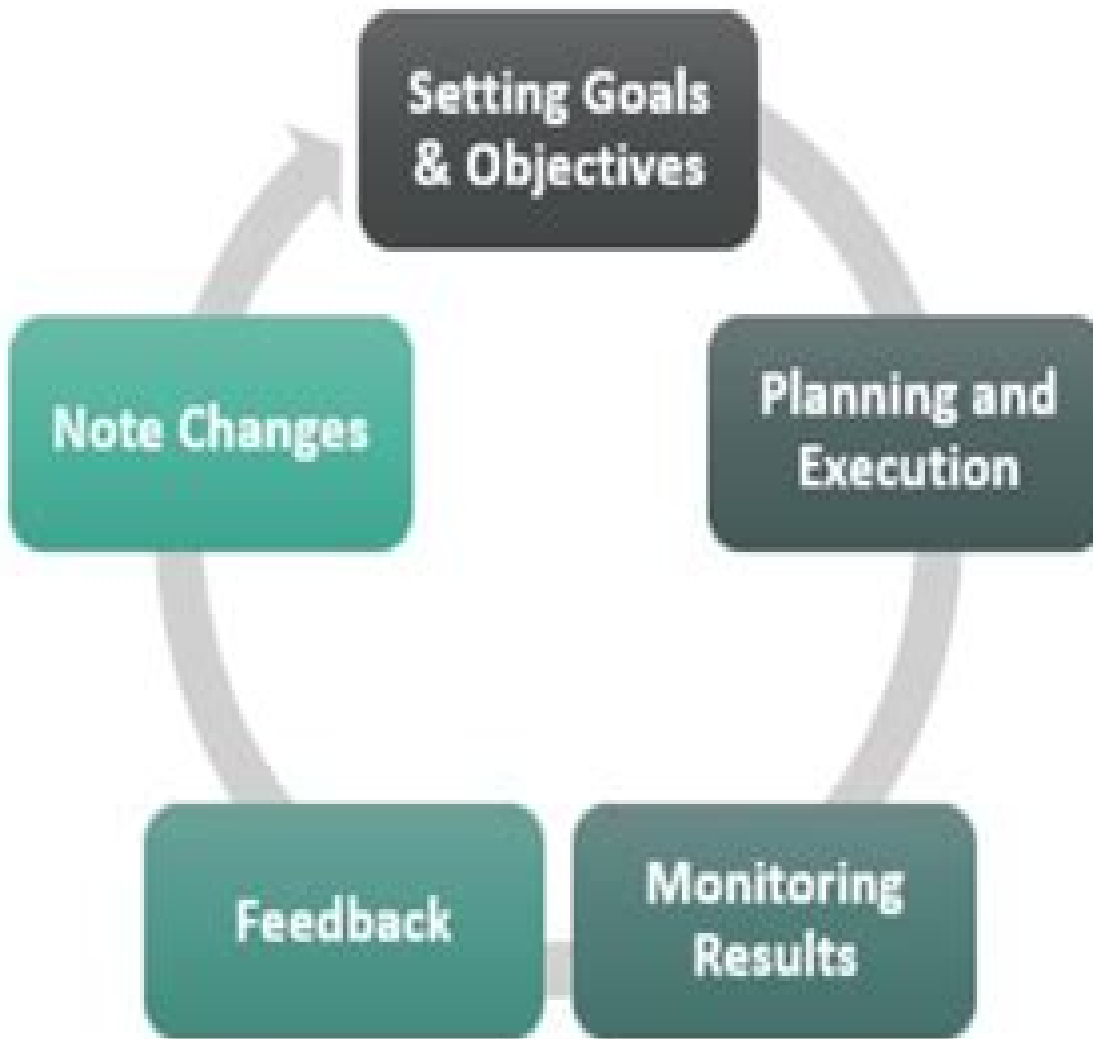 Setting Goals
& Objectives
Planning and
Execution
Monitoring
Results
Feedback
Note Changes